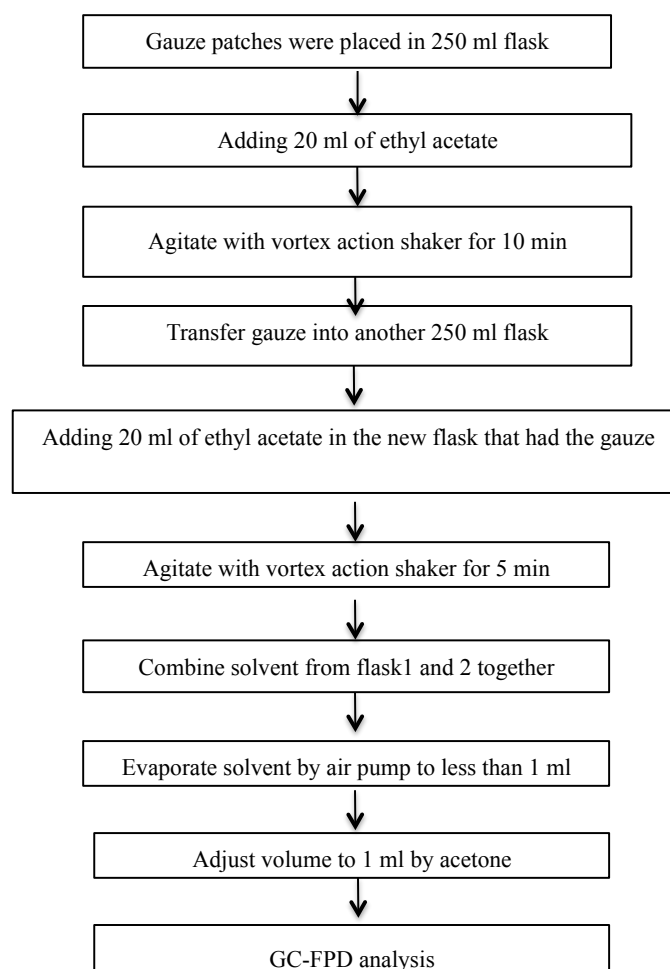 Gauze patches were placed in 250 ml flask
Adding 20 ml of ethyl acetate
Agitate with vortex action shaker for 10 min
Transfer gauze into another 250 ml flask
Adding 20 ml of ethyl acetate in the new flask that had the gauze
Agitate with vortex action shaker for 5 min
Combine solvent from flask1 and 2 together
Evaporate solvent by air pump to less than 1 ml
Adjust volume to 1 ml by acetone
GC-FPD analysis